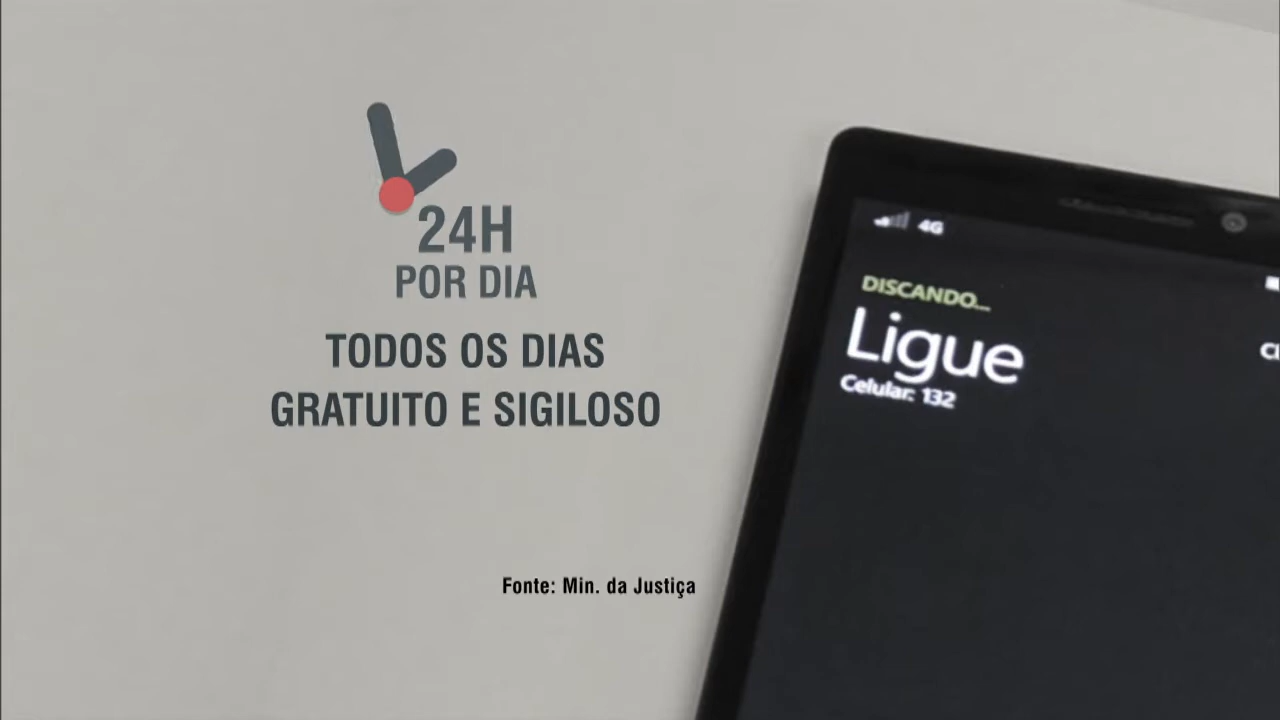 24H
POR DIA
TODOS OS DIAS
GRATUITO E SIGILOSO
Fonte: Min. da Justiça
4G
DISCANDO...
Ligue
Celular: 132